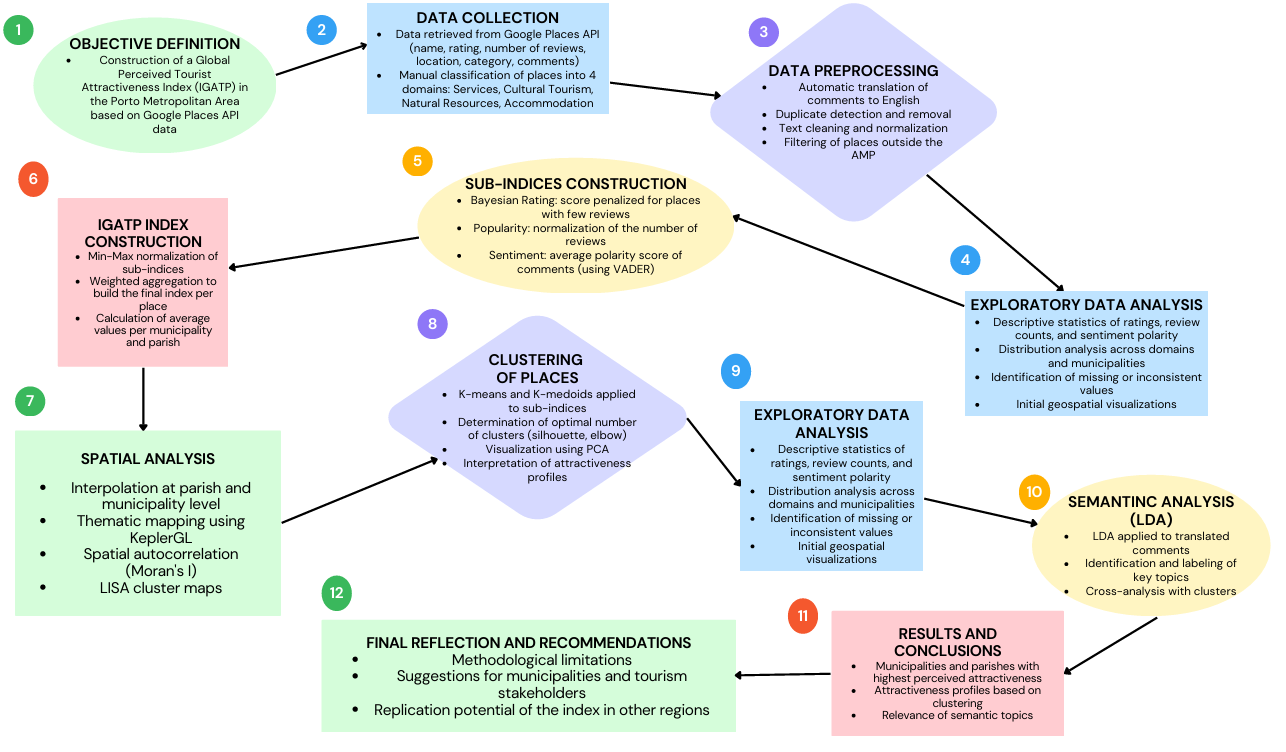 1
OBJECTIVE DEFINITION
• Construction of a Global
Perceived Tourist
Attractiveness Index (IGATP) in
the Porto Metropolitan Area
based on Google Places API
data
2
DATA COLLECTION
• Data retrieved from Google Places API
(name, rating, number of reviews,
location, category, comments)
• Manual classification of places into 4
domains: Services, Cultural Tourism,
Natural Resources, Accommodation
3
DATA PREPROCESSING
• Automatic translation of
comments to English
• Duplicate detection and removal
• Text cleaning and normalization
• Filtering of places outside the
AMP
4
EXPLORATORY DATA ANALYSIS
• Descriptive statistics of ratings, review
counts, and sentiment polarity
• Distribution analysis across domains
and municipalities
• Identification of missing or inconsistent
values
• Initial geospatial visualizations
5
SUB-INDICES CONSTRUCTION
• Bayesian Rating: score penalized for places
with few reviews
• Popularity: normalization of the number of
reviews
• Sentiment: average polarity score of
comments (using VADER)
6
IGATP INDEX
CONSTRUCTION
• Min-Max normalization of
sub-indices
• Weighted aggregation to
build the final index per
place
• Calculation of average
values per municipality
and parish
7
SPATIAL ANALYSIS
• Interpolation at parish and
municipality level
• Thematic mapping using
KeplerGL
• Spatial autocorrelation
(Moran's I)
• LISA cluster maps
8
CLUSTERING
OF PLACES
• K-means and K-medoids applied
to sub-indices
• Determination of optimal number
of clusters (silhouette, elbow)
• Visualization using PCA
• Interpretation of attractiveness
profiles
9
EXPLORATORY DATA
ANALYSIS
• Descriptive statistics of
ratings, review counts, and
sentiment polarity
• Distribution analysis across
domains and municipalities
• Identification of missing or
inconsistent values
• Initial geospatial
visualizations
10
SEMANTINC ANALYSIS
(LDA)
• LDA applied to translated
comments
• Identification and labeling of
key topics
• Cross-analysis with clusters
11
RESULTS AND
CONCLUSIONS
• Municipalities and parishes with
highest perceived attractiveness
• Attractiveness profiles based on
clustering
• Relevance of semantic topics
12
FINAL REFLECTION AND RECOMMENDATIONS
• Methodological limitations
• Suggestions for municipalities and tourism
stakeholders
• Replication potential of the index in other regions